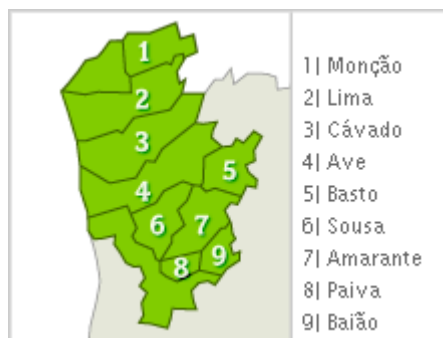 1
2
3
4
5
6
7
8
9
1| Monção
2| Lima
3| Cávado
4| Ave
5| Basto
6| Sousa
7| Amarante
8| Paiva
9| Baião